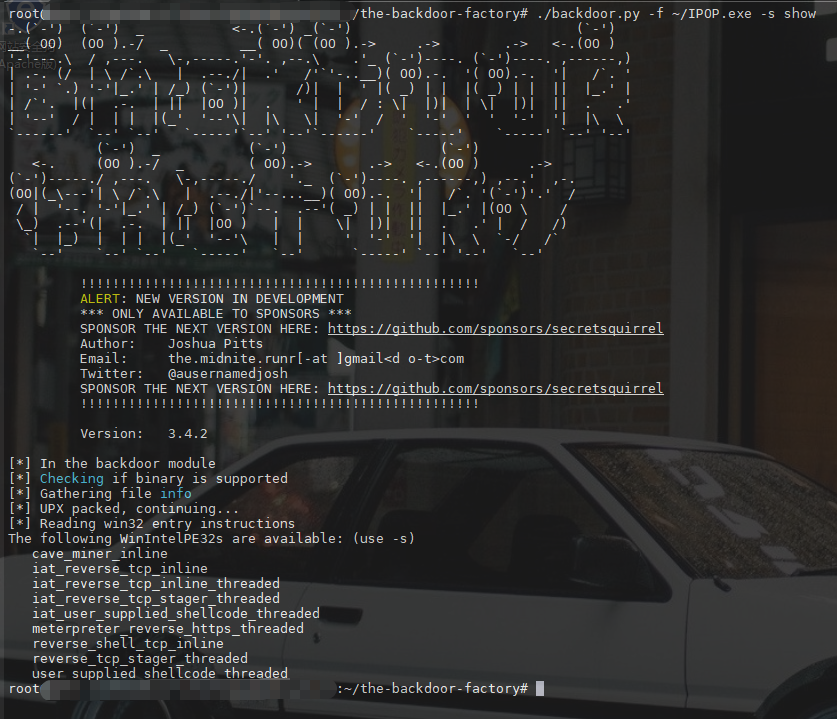 root@ /the-backdoor-factory# ./backdoor.py -f ~/IPOP.exe -s show
!!!!!!!!!!!!!!!!!!!!!!!!!!!!!!!!!!!!!!!!!!!!!!!!!!
ALERT: NEW VERSION IN DEVELOPMENT
*** ONLY AVAILABLE TO SPONSORS ***
SPONSOR THE NEXT VERSION HERE: https://github.com/sponsors/secretsquirrel
Author:    Joshua Pitts
Email:     the.midnite.runr[-at ]gmail<d o-t>com
Twitter:   @ausernamedjosh
SPONSOR THE NEXT VERSION HERE: https://github.com/sponsors/secretsquirrel
!!!!!!!!!!!!!!!!!!!!!!!!!!!!!!!!!!!!!!!!!!!!!!!!!!
Version:   3.4.2
[*] In the backdoor module
[*] Checking if binary is supported
[*] Gathering file info
[*] UPX packed, continuing...
[*] Reading win32 entry instructions
The following WinIntelPE32s are available: (use -s)
cave_miner_inline
iat_reverse_tcp_inline
iat_reverse_tcp_inline_threaded
iat_reverse_tcp_stager_threaded
iat_user_supplied_shellcode_threaded
meterpreter_reverse_https_threaded
reverse_shell_tcp_inline
reverse_tcp_stager_threaded
user_supplied_shellcode_threaded
root :~/the-backdoor-factory#